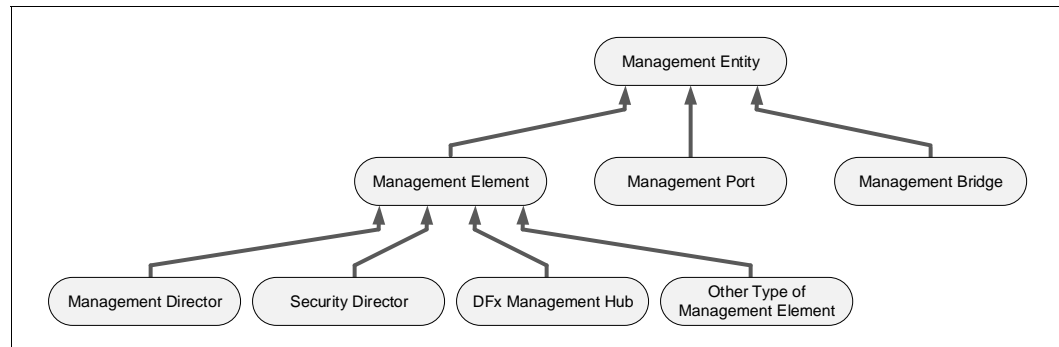 Management Entity
Management Element
Management Port
Management Bridge
Management Director
Security Director
DFx Management Hub
Other Type of
Management Element